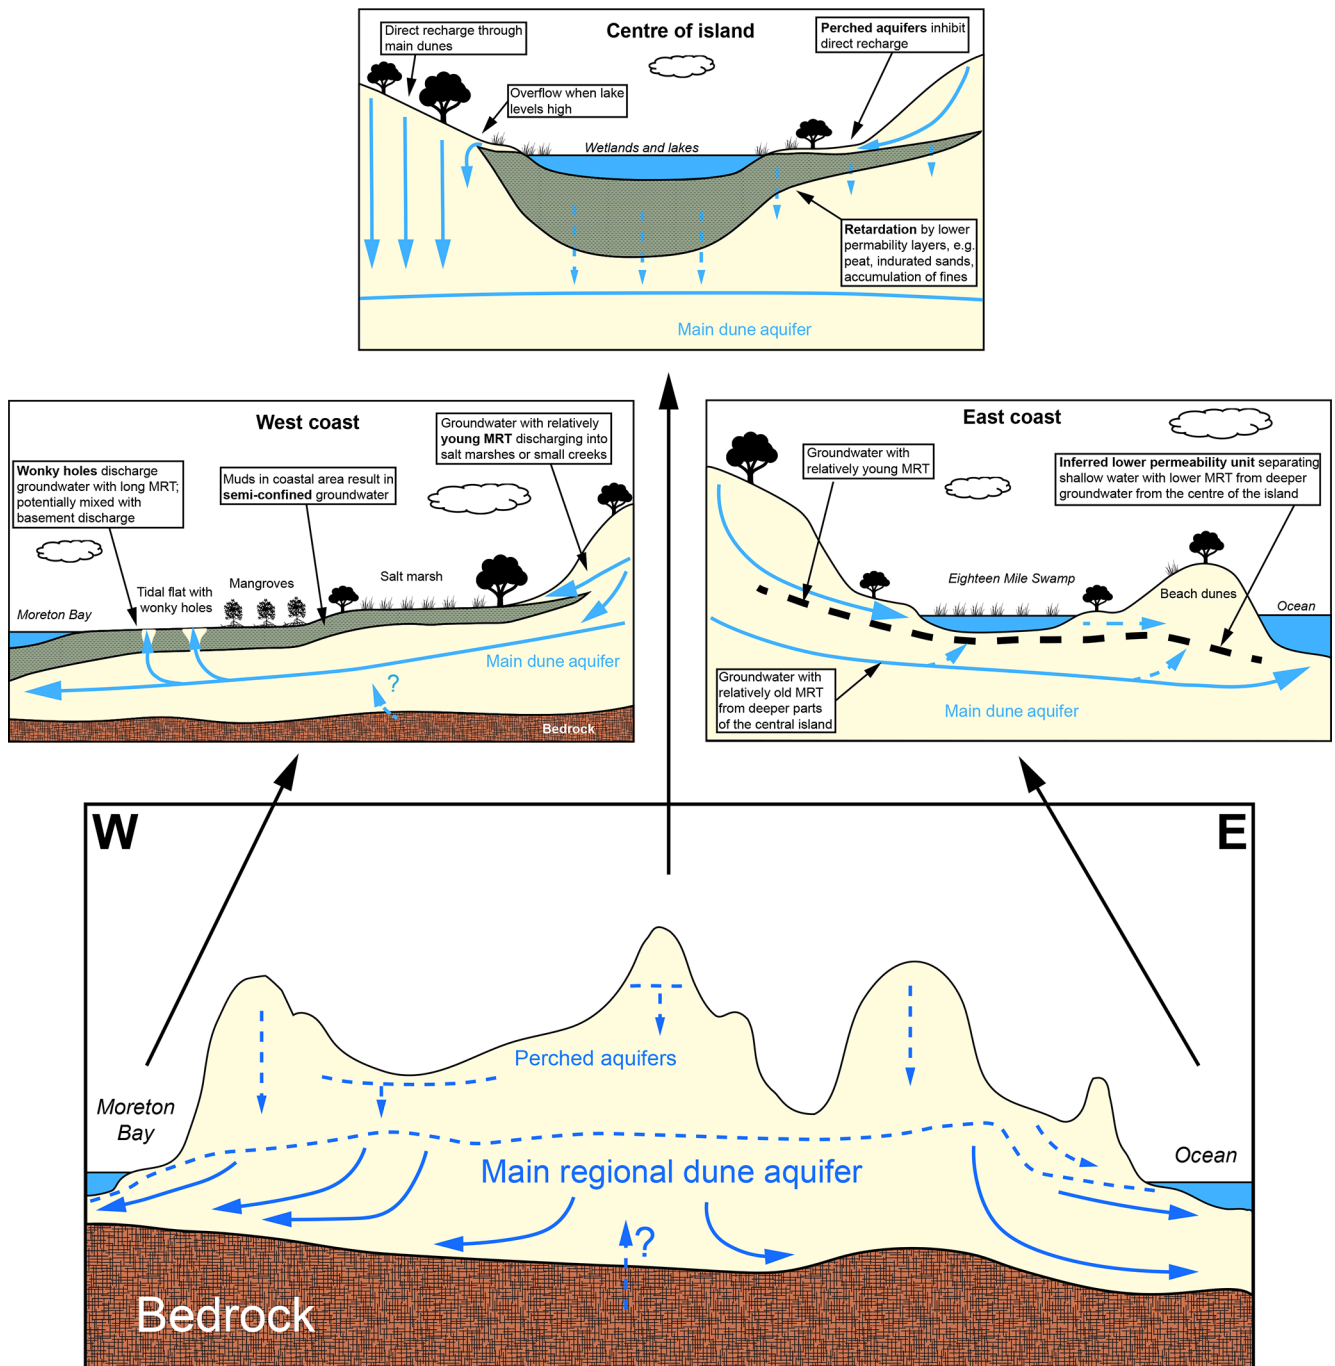 Centre of island
Direct recharge through
main dunes
Perched aquifers inhibit
direct recharge
Overflow when lake
levels high
Wetlands and lakes
Retardation by lower
permability layers, e.g.
peat, indurated sands,
accumulation of fines
Main dune aquifer
West coast
Groundwater with relatively
young MRT discharging into
salt marshes or small creeks
Wonky holes discharge
groundwater with long MRT;
potentially mixed with
basement discharge
Muds in coastal area result in
semi-confined groundwater
Salt marsh
Mangroves
Tidal flat with
wonky holes
Moreton Bay
Main dune aquifer
?
Bedrock
East coast
Groundwater with
relatively young MRT
Inferred lower permeability unit separating
shallow water with lower MRT from deeper
groundwater from the centre of the island
Eighteen Mile Swamp
Beach dunes
Ocean
Groundwater with
relatively old MRT
from deeper parts
of the central island
Main dune aquifer
W
E
Perched aquifers
Moreton
Bay
Ocean
Main regional dune aquifer
?
Bedrock